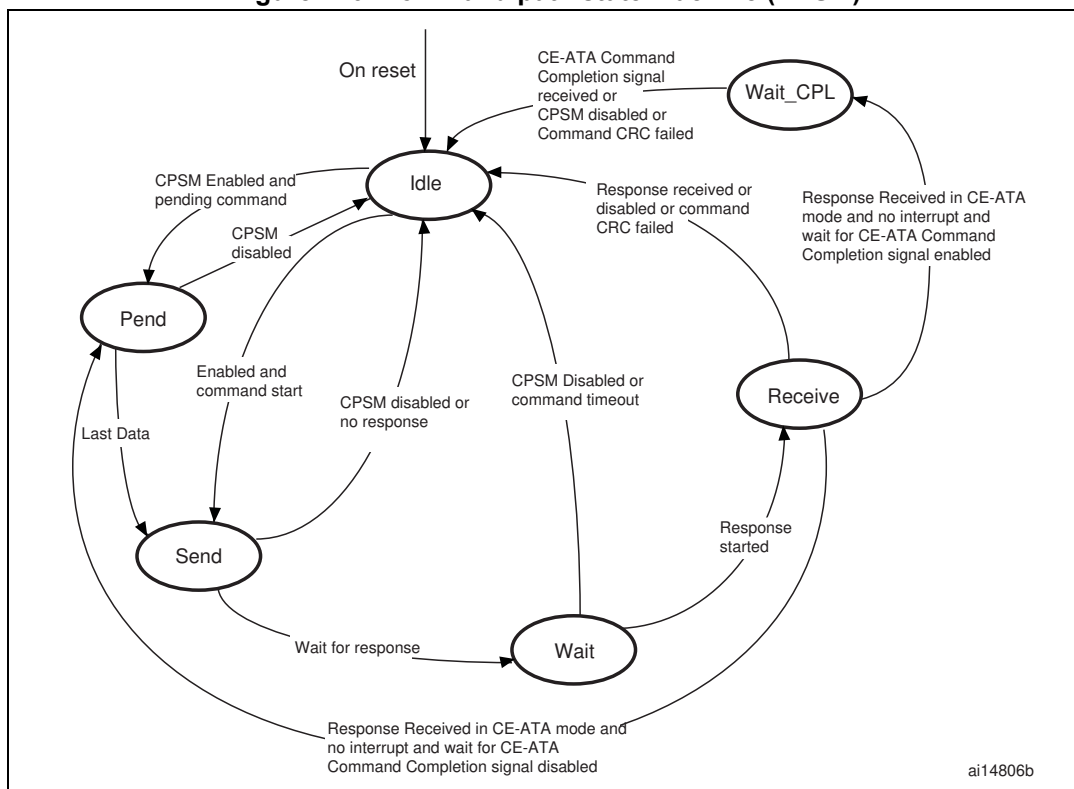 On reset
CE-ATA Command
Completion signal
received or
CPSM disabled or
Command CRC failed
Wait_CPL
Idle
CPSM Enabled and
pending command
CPSM
disabled
Response received or
disabled or command
CRC failed
Response Received in CE-ATA
mode and no interrupt and
wait for CE-ATA Command
Completion signal enabled
Pend
Enabled and
command start
CPSM disabled or
no response
CPSM Disabled or
command timeout
Receive
Last Data
Send
Response
started
Wait for response
Wait
Response Received in CE-ATA mode and
no interrupt and wait for CE-ATA
Command Completion signal disabled
ai14806b